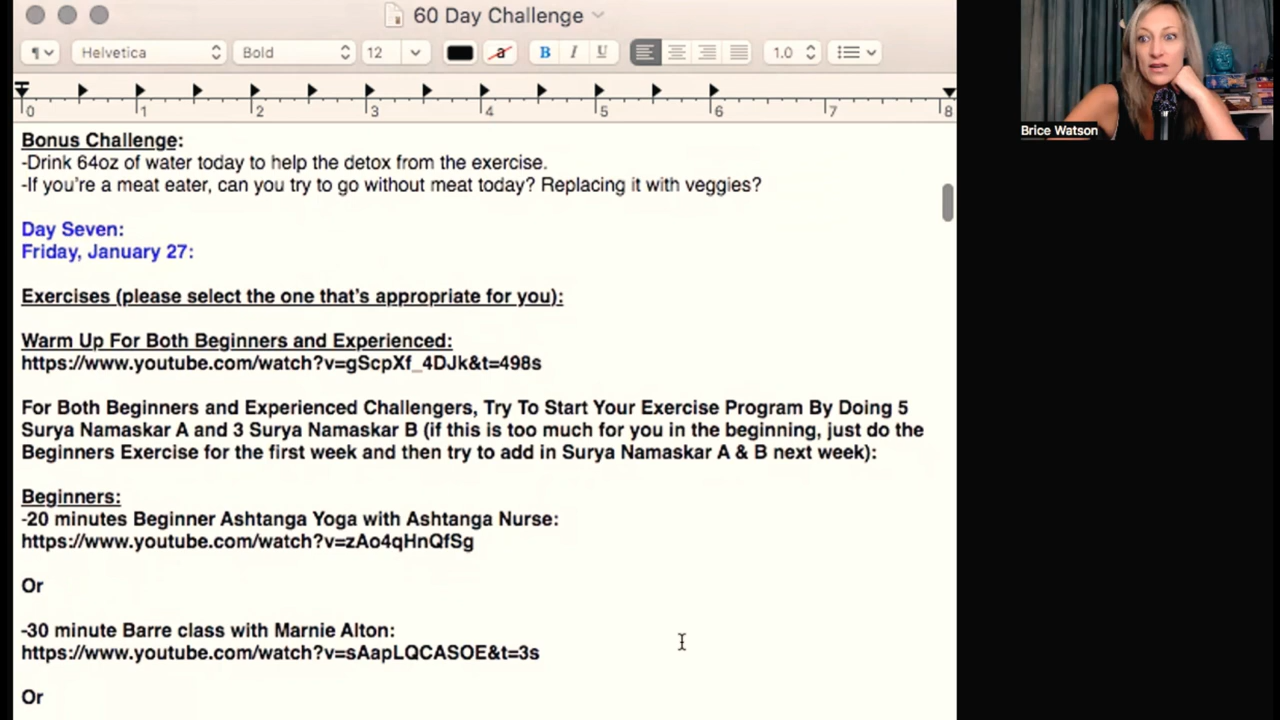 60 Day Challenge
Helvetica Bold 12 a B I U 1.0
0 1 2 3 4 5 6 7 8
Bonus Challenge:
-Drink 64oz of water today to help the detox from the exercise.
-If you're a meat eater, can you try to go without meat today? Replacing it with veggies?
Day Seven:
Friday, January 27:
Exercises (please select the one that's appropriate for you):
Warm Up For Both Beginners and Experienced:
https://www.youtube.com/watch?v=gScpXf_4DJk&t=498s
For Both Beginners and Experienced Challengers, Try To Start Your Exercise Program By Doing 5
Surya Namaskar A and 3 Surya Namaskar B (if this is too much for you in the beginning, just do the
Beginners Exercise for the first week and then try to add in Surya Namaskar A & B next week):
Beginners:
-20 minutes Beginner Ashtanga Yoga with Ashtanga Nurse:
https://www.youtube.com/watch?v=zAo4qHnQfSg
Or
-30 minute Barre class with Marnie Alton:
https://www.youtube.com/watch?v=sAapLQCASOE&t=3s
Or
Brice Watson